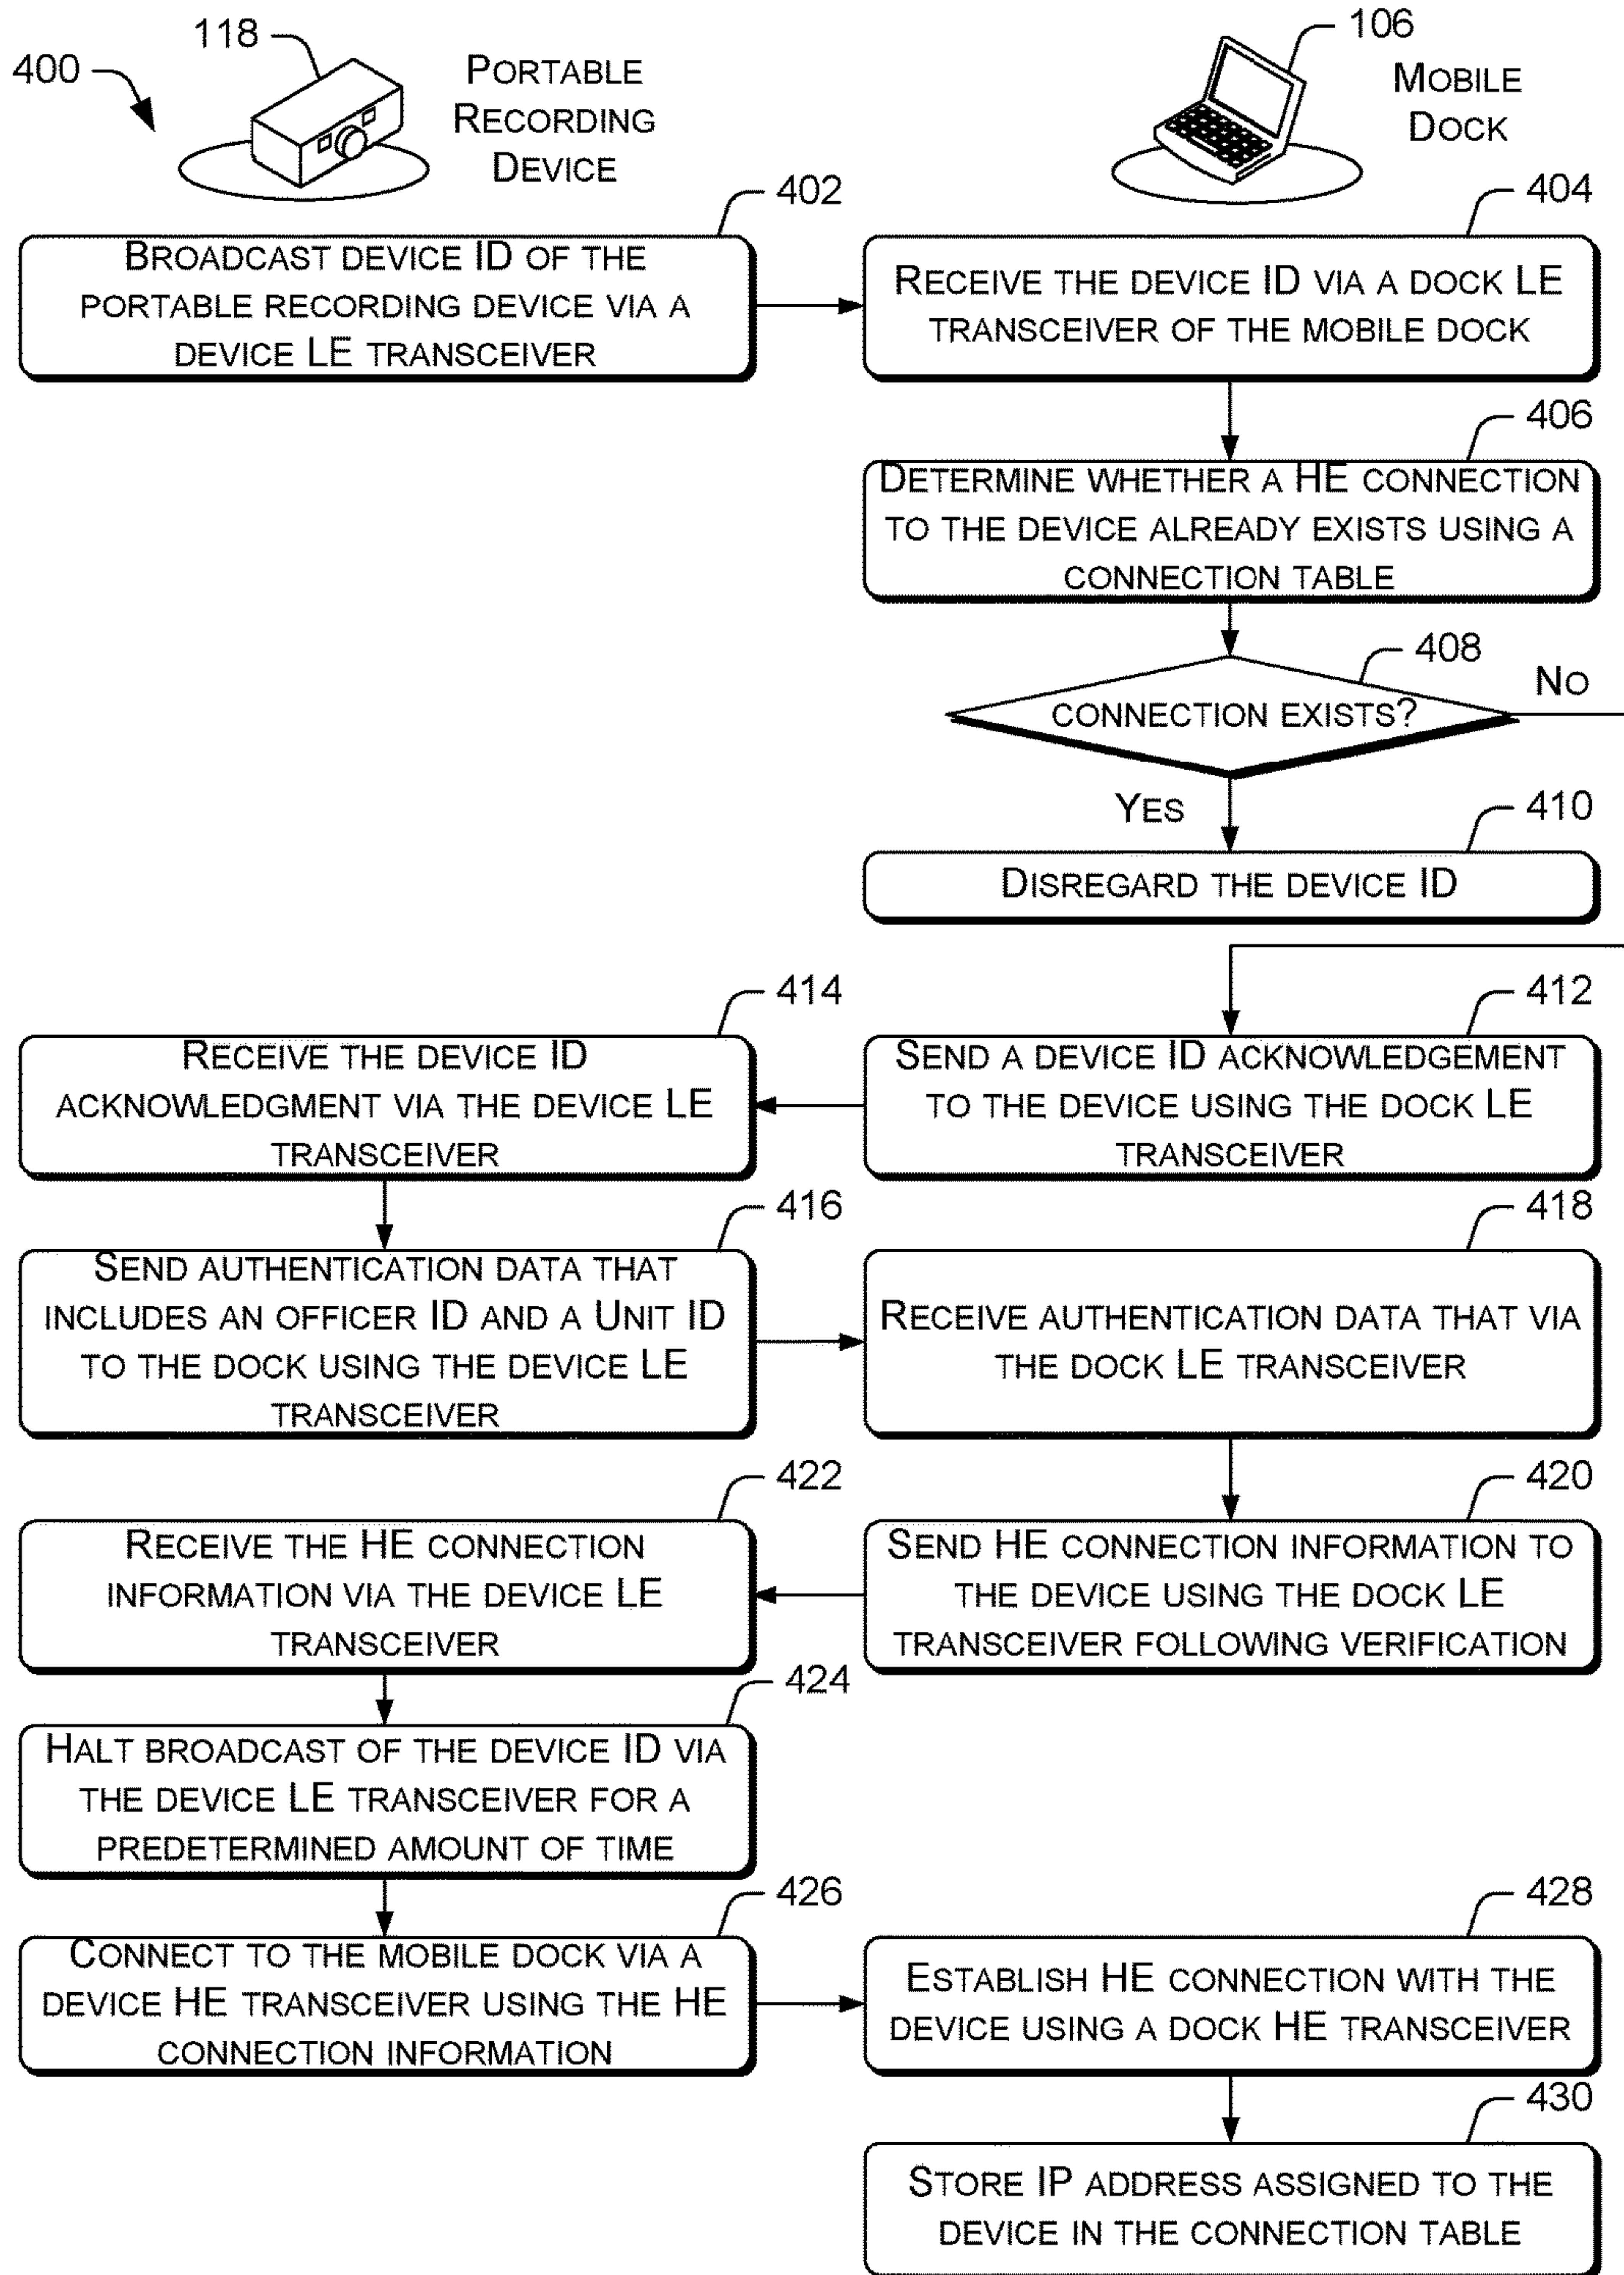 400
118
PORTABLE
RECORDING
DEVICE
106
MOBILE
DOCK
402
BROADCAST DEVICE ID OF THE
PORTABLE RECORDING DEVICE VIA A
DEVICE LE TRANSCEIVER
404
RECEIVE THE DEVICE ID VIA A DOCK LE
TRANSCEIVER OF THE MOBILE DOCK
406
DETERMINE WHETHER A HE CONNECTION
TO THE DEVICE ALREADY EXISTS USING A
CONNECTION TABLE
408
CONNECTION EXISTS?
NO
YES
410
DISREGARD THE DEVICE ID
412
SEND A DEVICE ID ACKNOWLEDGEMENT
TO THE DEVICE USING THE DOCK LE
TRANSCEIVER
414
RECEIVE THE DEVICE ID
ACKNOWLEDGMENT VIA THE DEVICE LE
TRANSCEIVER
416
SEND AUTHENTICATION DATA THAT
INCLUDES AN OFFICER ID AND A UNIT ID
TO THE DOCK USING THE DEVICE LE
TRANSCEIVER
418
RECEIVE AUTHENTICATION DATA THAT VIA
THE DOCK LE TRANSCEIVER
420
SEND HE CONNECTION INFORMATION TO
THE DEVICE USING THE DOCK LE
TRANSCEIVER FOLLOWING VERIFICATION
422
RECEIVE THE HE CONNECTION
INFORMATION VIA THE DEVICE LE
TRANSCEIVER
424
HALT BROADCAST OF THE DEVICE ID VIA
THE DEVICE LE TRANSCEIVER FOR A
PREDETERMINED AMOUNT OF TIME
426
CONNECT TO THE MOBILE DOCK VIA A
DEVICE HE TRANSCEIVER USING THE HE
CONNECTION INFORMATION
428
ESTABLISH HE CONNECTION WITH THE
DEVICE USING A DOCK HE TRANSCEIVER
430
STORE IP ADDRESS ASSIGNED TO THE
DEVICE IN THE CONNECTION TABLE